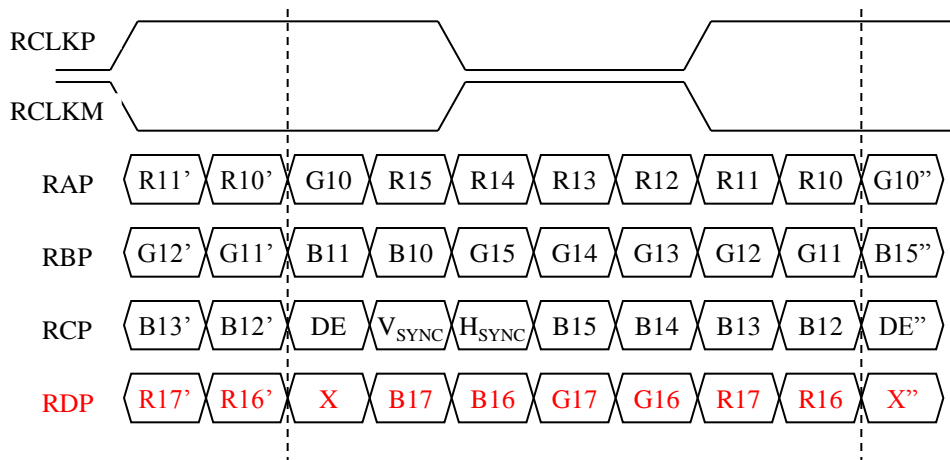 RCLKP
RCLKM
RAP R11’ R10’ G10 R15 R14 R13 R12 R11 R10 G10”
RBP G12’ G11’ B11 B10 G15 G14 G13 G12 G11 B15”
RCP B13’ B12’ DE VSYNC HSYNC B15 B14 B13 B12 DE”
RDP R17’ R16’ X B17 B16 G17 G16 R17 R16 X”